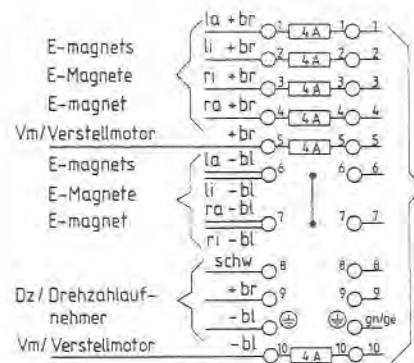 la +br 1 4A 1 1
E-magnets li +br 2 4A 2 2
E-Magnete ri +br 3 4A 3 3
E-magnet ra +br 4 4A 4 4
Vm/Verstellmotor +br 5 4A 5 5
E-magnets la -bl 6 6 6
E-Magnete li -bl
E-magnet ra -bl 7 7 7
ri -bl
schw 8 8 8
Dz/Drehzahlauf- +br 9 9 9
nehmer -bl gn/ge
Vm/Verstellmotor -bl 10 4A 10 10